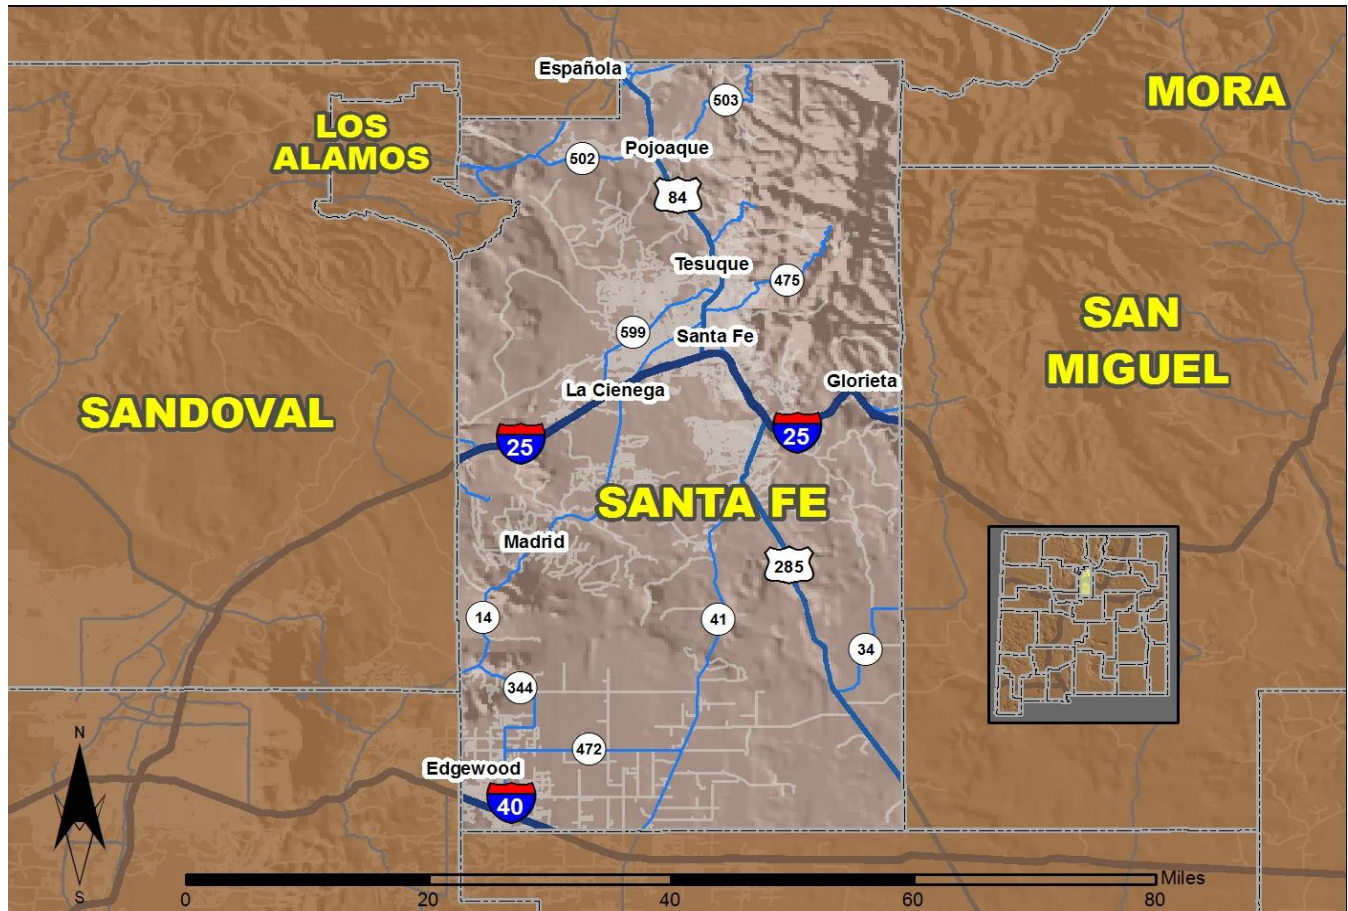 Española
MORA
503
LOS
ALAMOS
502
Pojoaque
84
Tesuque
475
SAN
MIGUEL
599
Santa Fe
La Cienega
Glorieta
SANDOVAL
25
25
SANTA FE
Madrid
285
14
41
34
344
N
472
Edgewood
40
S
Miles
0
20
40
60
80